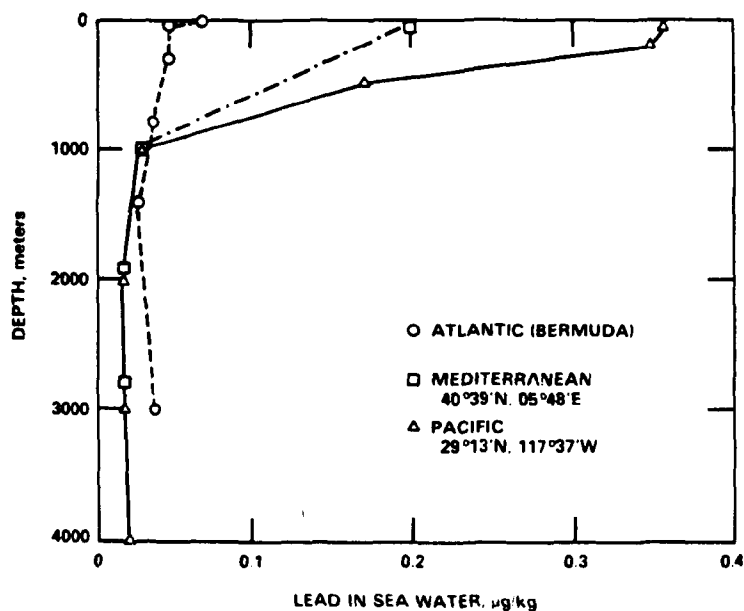 0
1000
2000
3000
4000
DEPTH, meters
0
0.1
0.2
0.3
0.4
LEAD IN SEA WATER, µg/kg
ATLANTIC (BERMUDA)
MEDITERRANEAN
40°39'N, 05°48'E
PACIFIC
29°13'N, 117°37'W